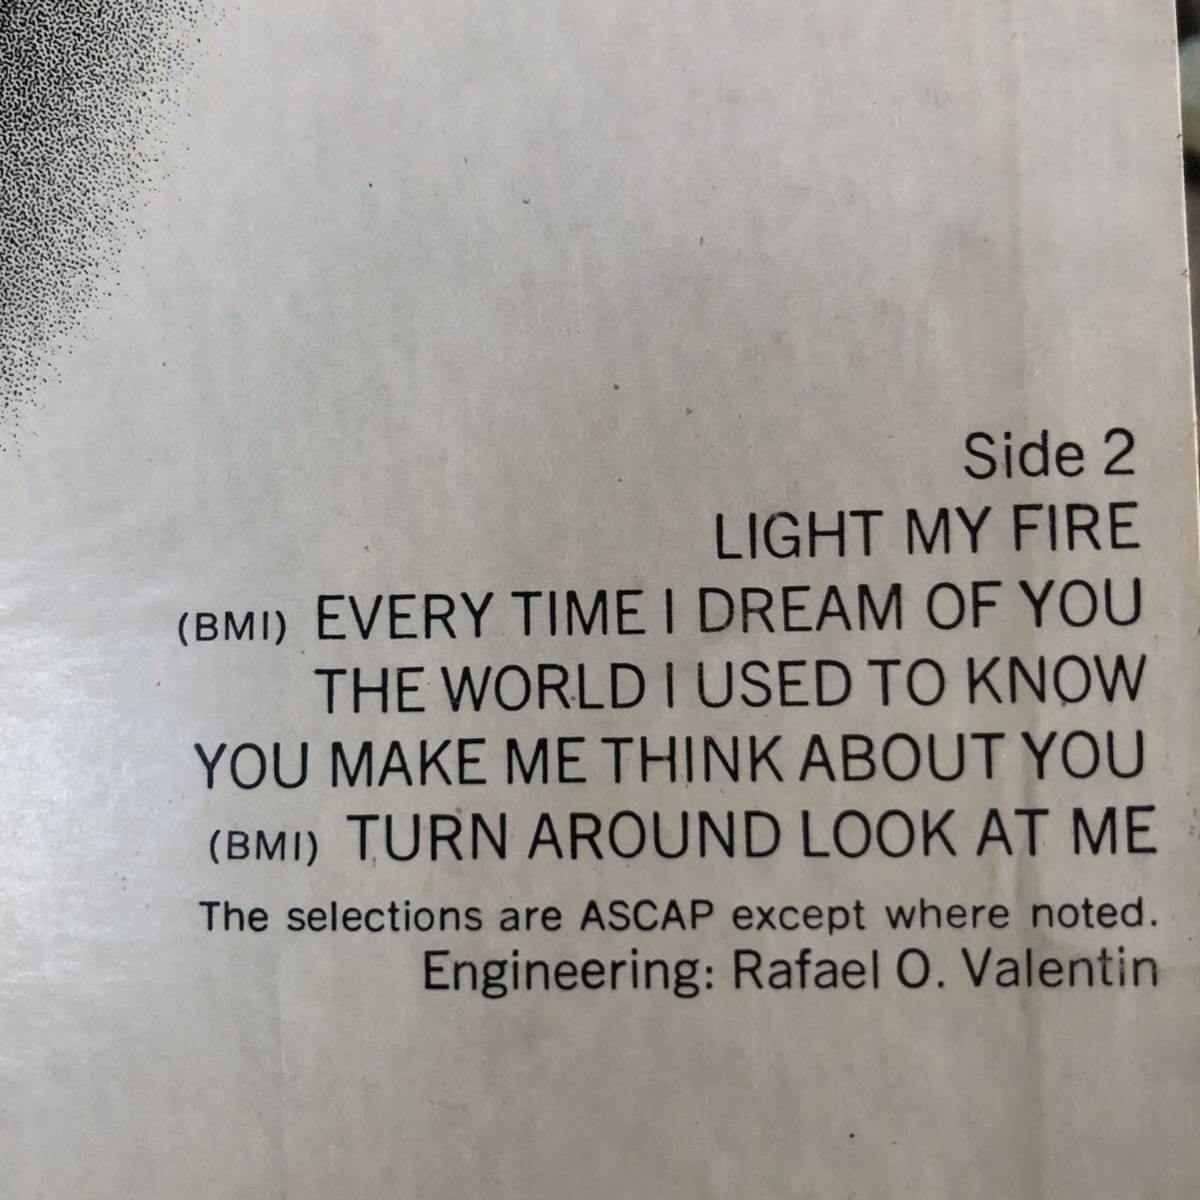 Side 2
LIGHT MY FIRE
(BMI) EVERY TIME I DREAM OF YOU
THE WORLD I USED TO KNOW
YOU MAKE ME THINK ABOUT YOU
(BMI) TURN AROUND LOOK AT ME
The selections are ASCAP except where noted.
Engineering: Rafael O. Valentin